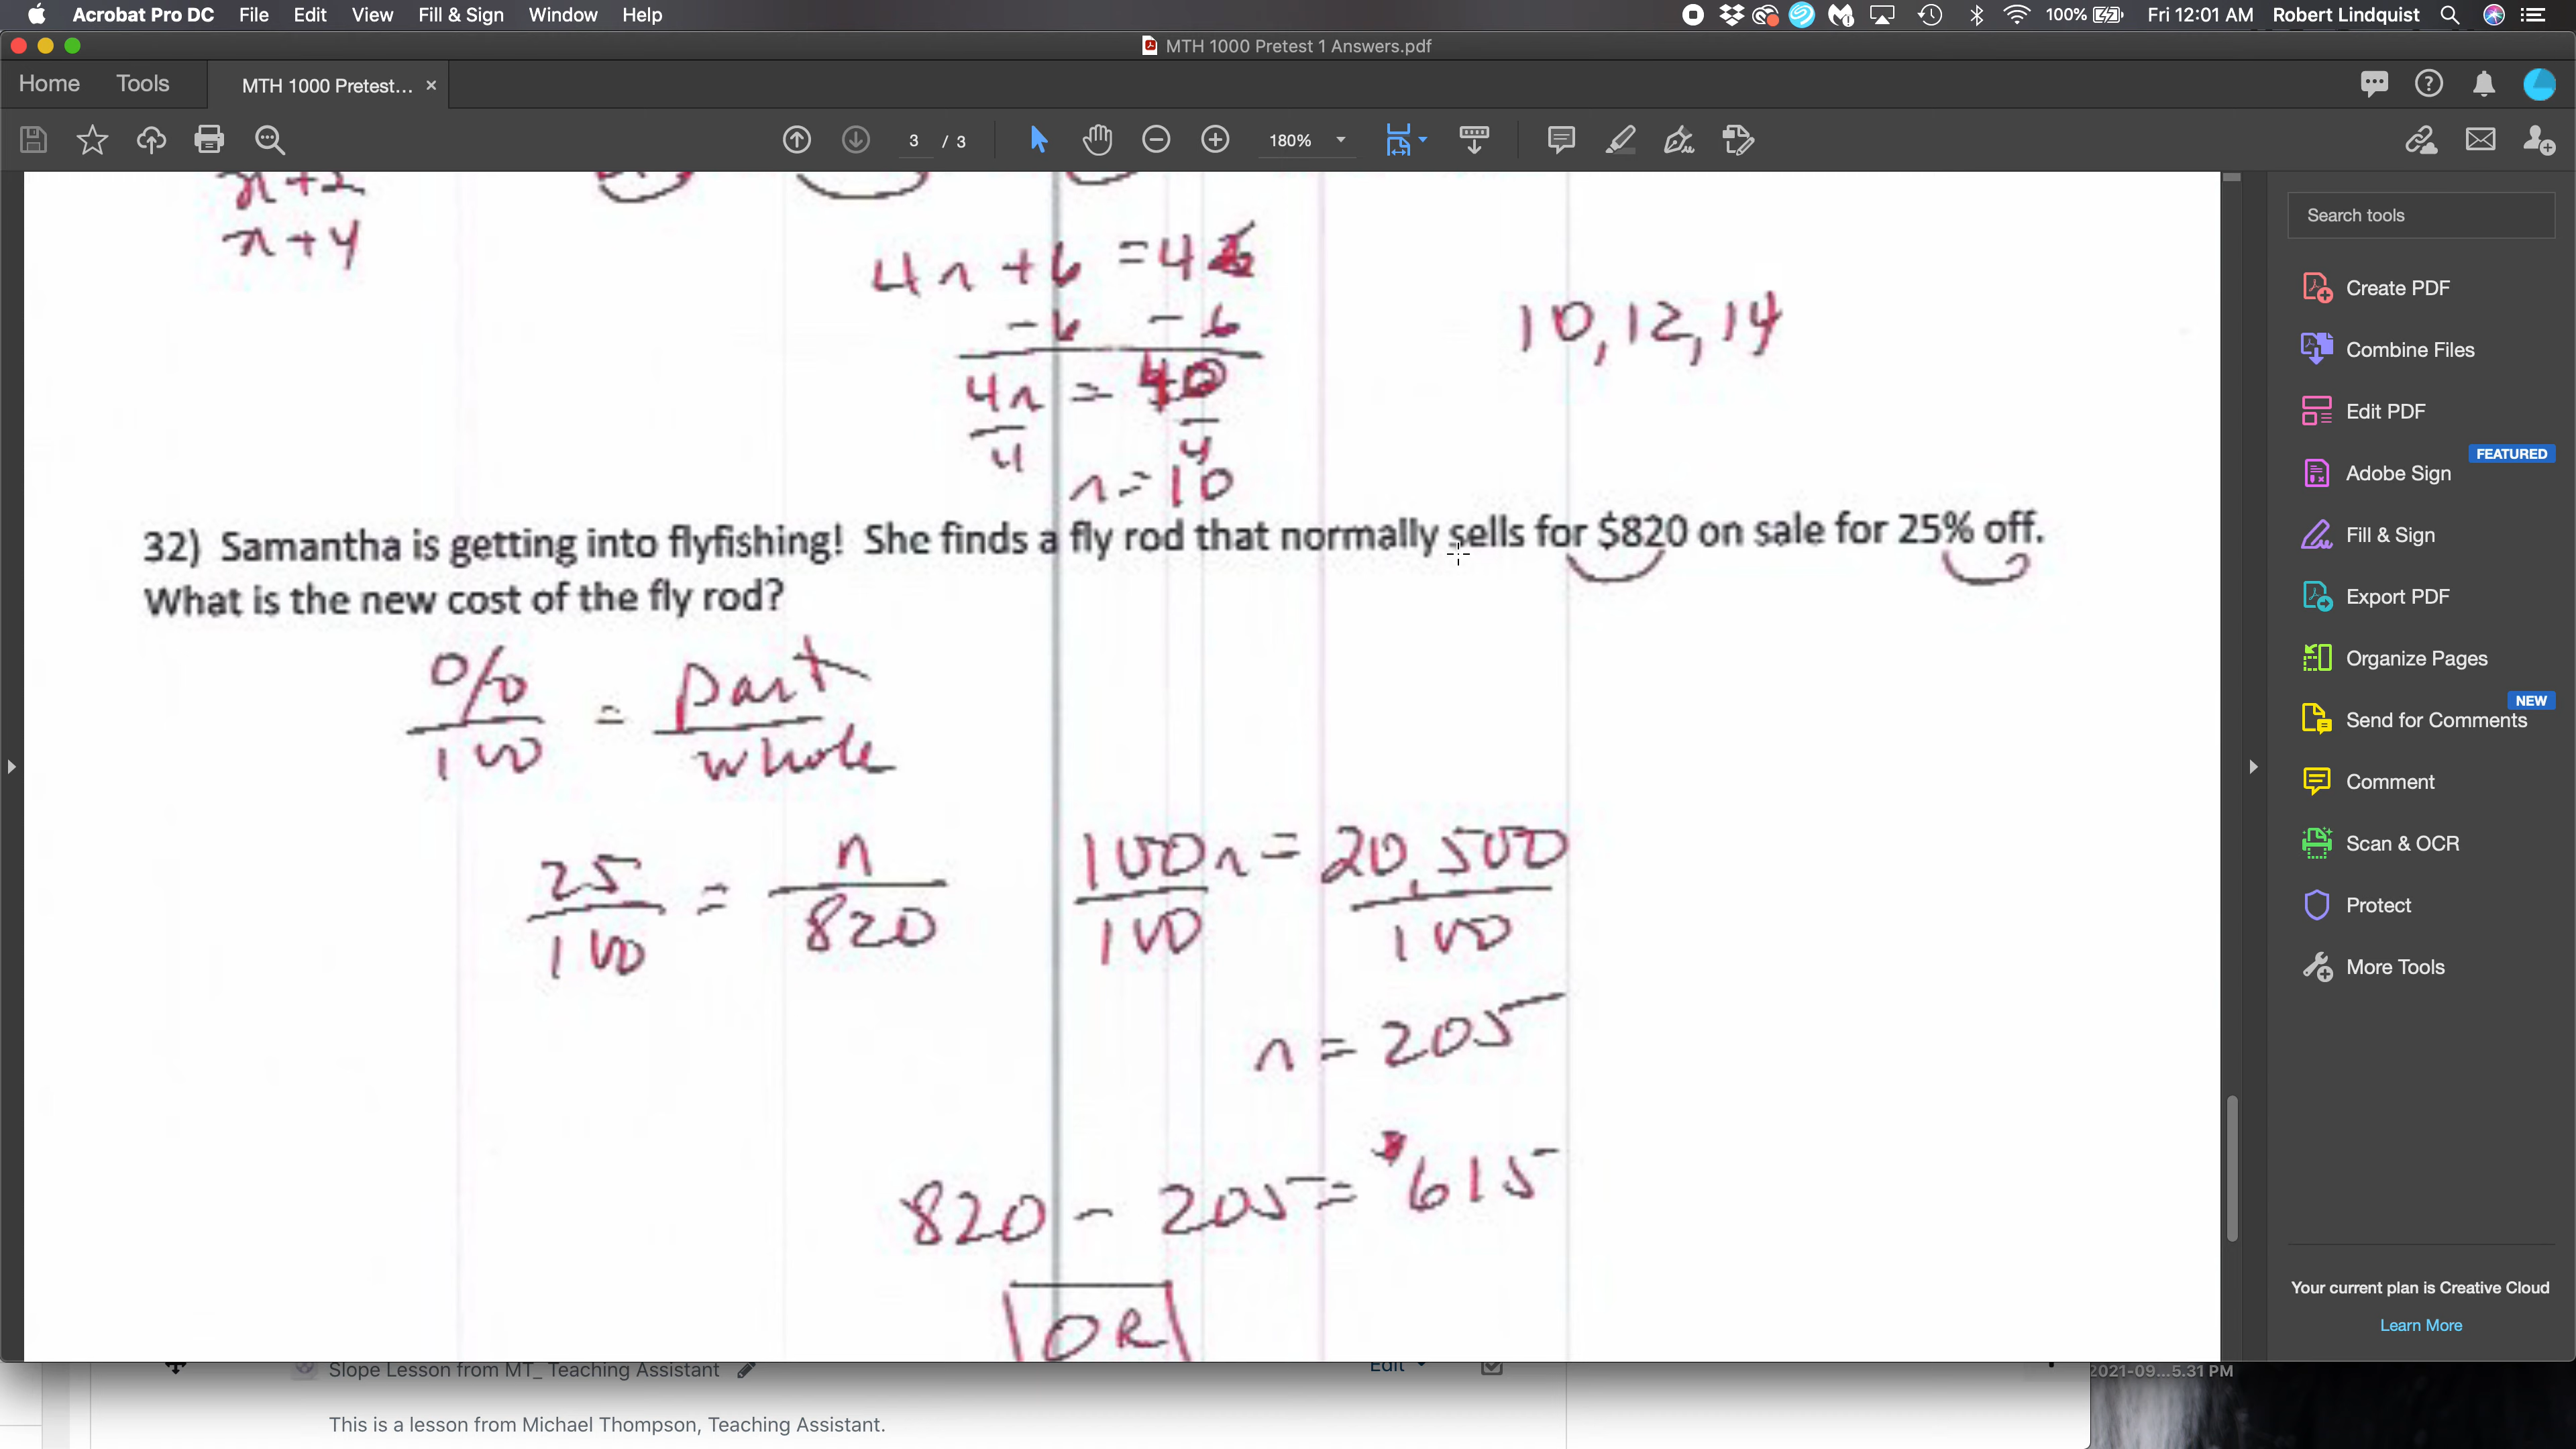 Acrobat Pro DC File Edit View Fill & Sign Window Help 100% Fri 12:01 AM Robert Lindquist
MTH 1000 Pretest 1 Answers.pdf
Home Tools MTH 1000 Pretest... ×
3 / 3 180%
x+2
x+4
4n+6 =46
-6 -6
4n = 40
4 4
n=10
10,12,14
32) Samantha is getting into flyfishing! She finds a fly rod that normally sells for $820 on sale for 25% off.
What is the new cost of the fly rod?
% = part
100 whole
25 = n
100 820
100n = 20,500
100 100
n = 205
820 - 205 = $615
OR
Search tools
Create PDF
Combine Files
Edit PDF
FEATURED
Adobe Sign
Fill & Sign
Export PDF
Organize Pages
NEW
Send for Comments
Comment
Scan & OCR
Protect
More Tools
Your current plan is Creative Cloud
Learn More
Slope Lesson from MT_ Teaching Assistant Edit
2021-09...5.31 PM
This is a lesson from Michael Thompson, Teaching Assistant.